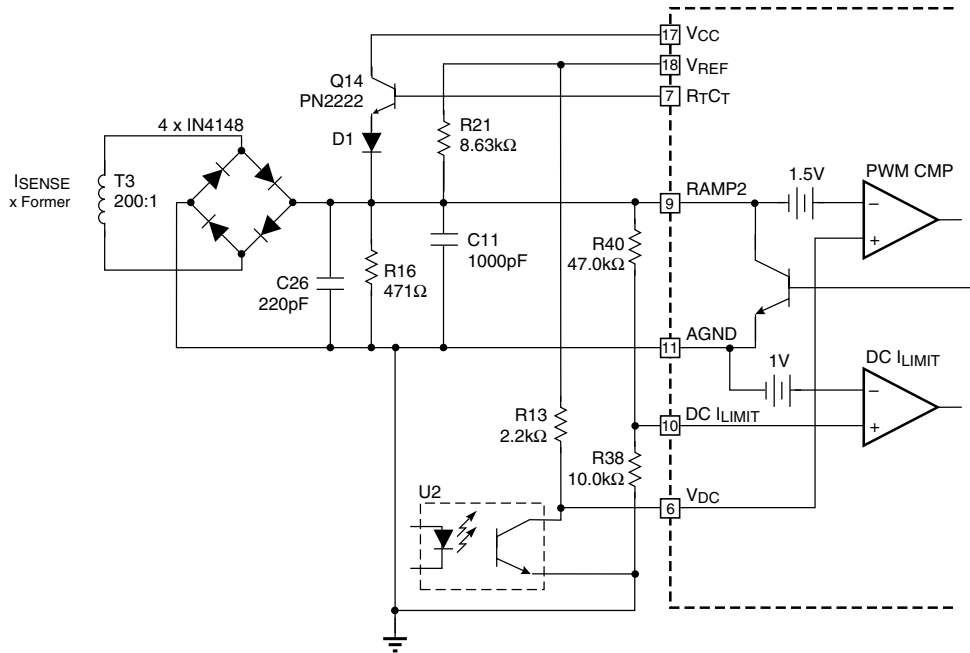 17 VCC
18 VREF
7 RTCT
Q14
PN2222
D1
R21
8.63kΩ
4 x IN4148
ISENSE
x Former
T3
200:1
1.5V
PWM CMP
RAMP2
9
−
+
R40
47.0kΩ
C11
1000pF
R16
471Ω
C26
220pF
AGND
11
1V
DC ILIMIT
−
+
R13
2.2kΩ
10
DC ILIMIT
R38
10.0kΩ
U2
VDC
6